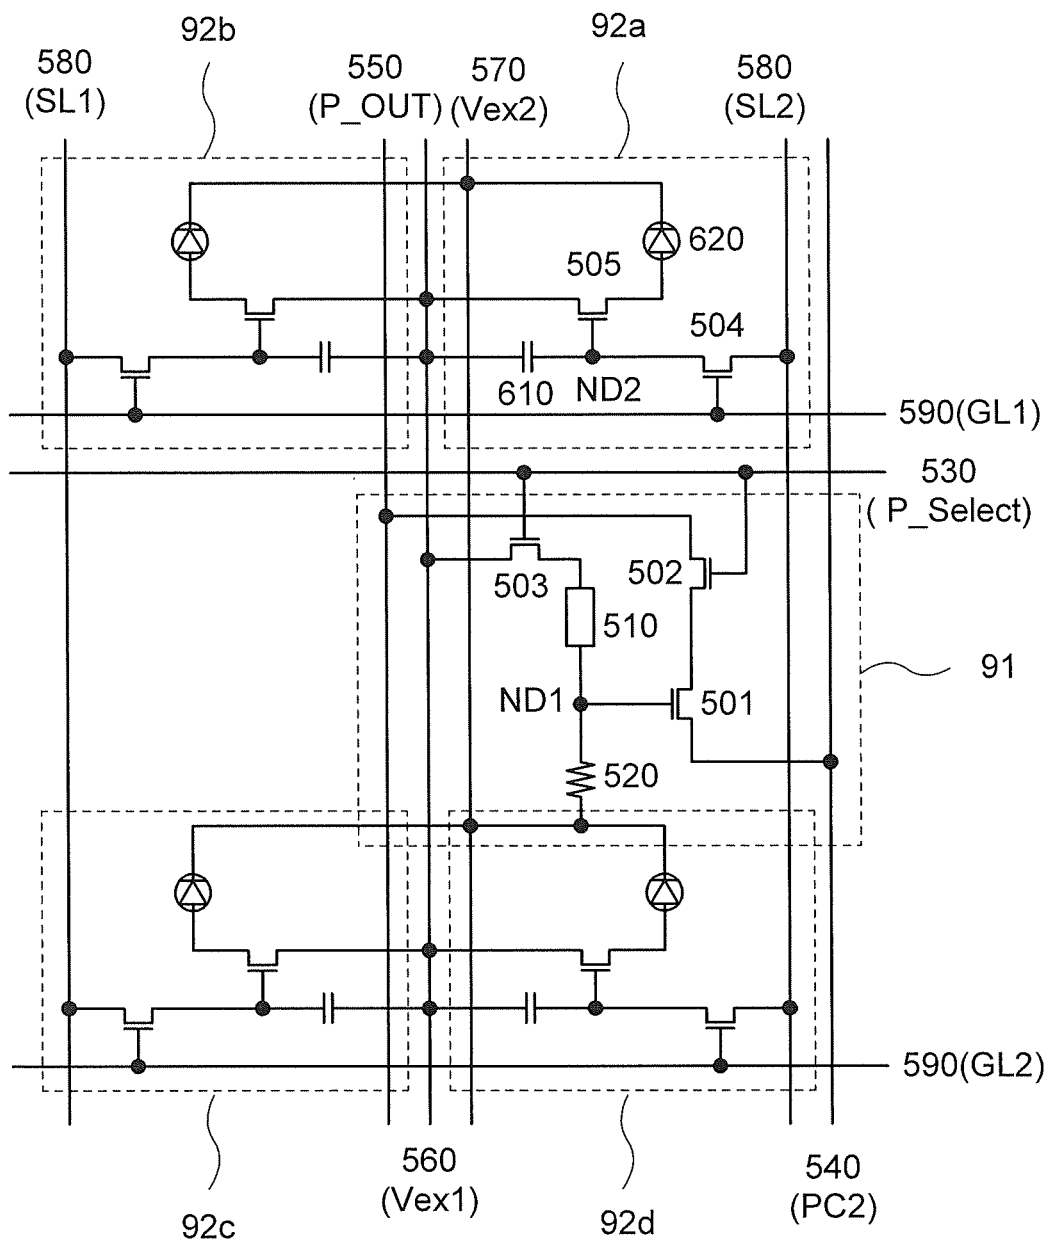 92b
92a
580
(SL1)
550
(P_OUT)
570
(Vex2)
580
(SL2)
620
505
504
610
ND2
590(GL1)
530
( P_Select)
503
502
510
91
ND1
501
520
590(GL2)
560
(Vex1)
540
(PC2)
92c
92d